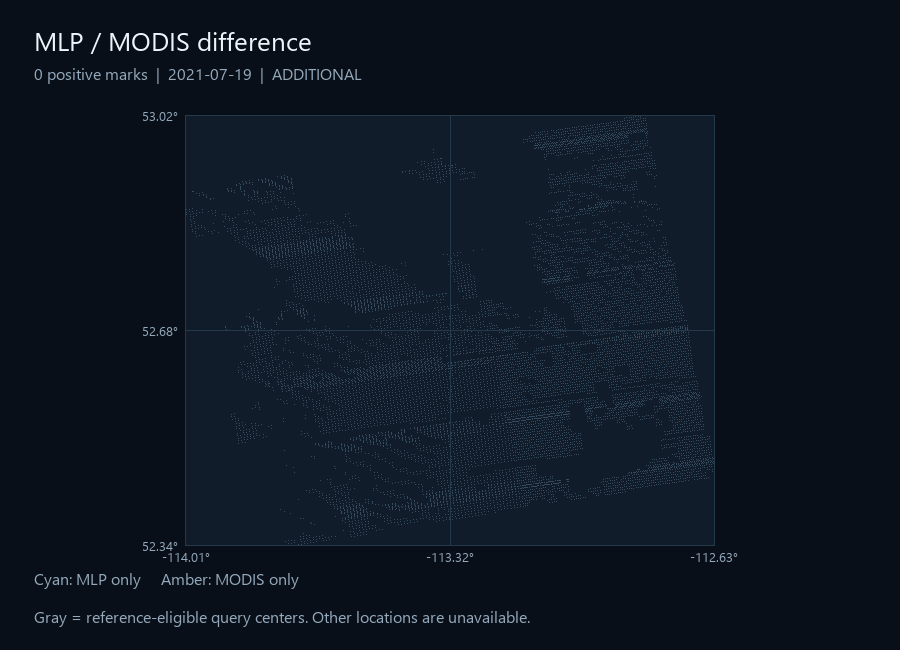 MLP / MODIS difference
0 positive marks | 2021-07-19 | ADDITIONAL
53.02°
52.68°
52.34°
-114.01° -113.32° -112.63°
Cyan: MLP only Amber: MODIS only
Gray = reference-eligible query centers. Other locations are unavailable.